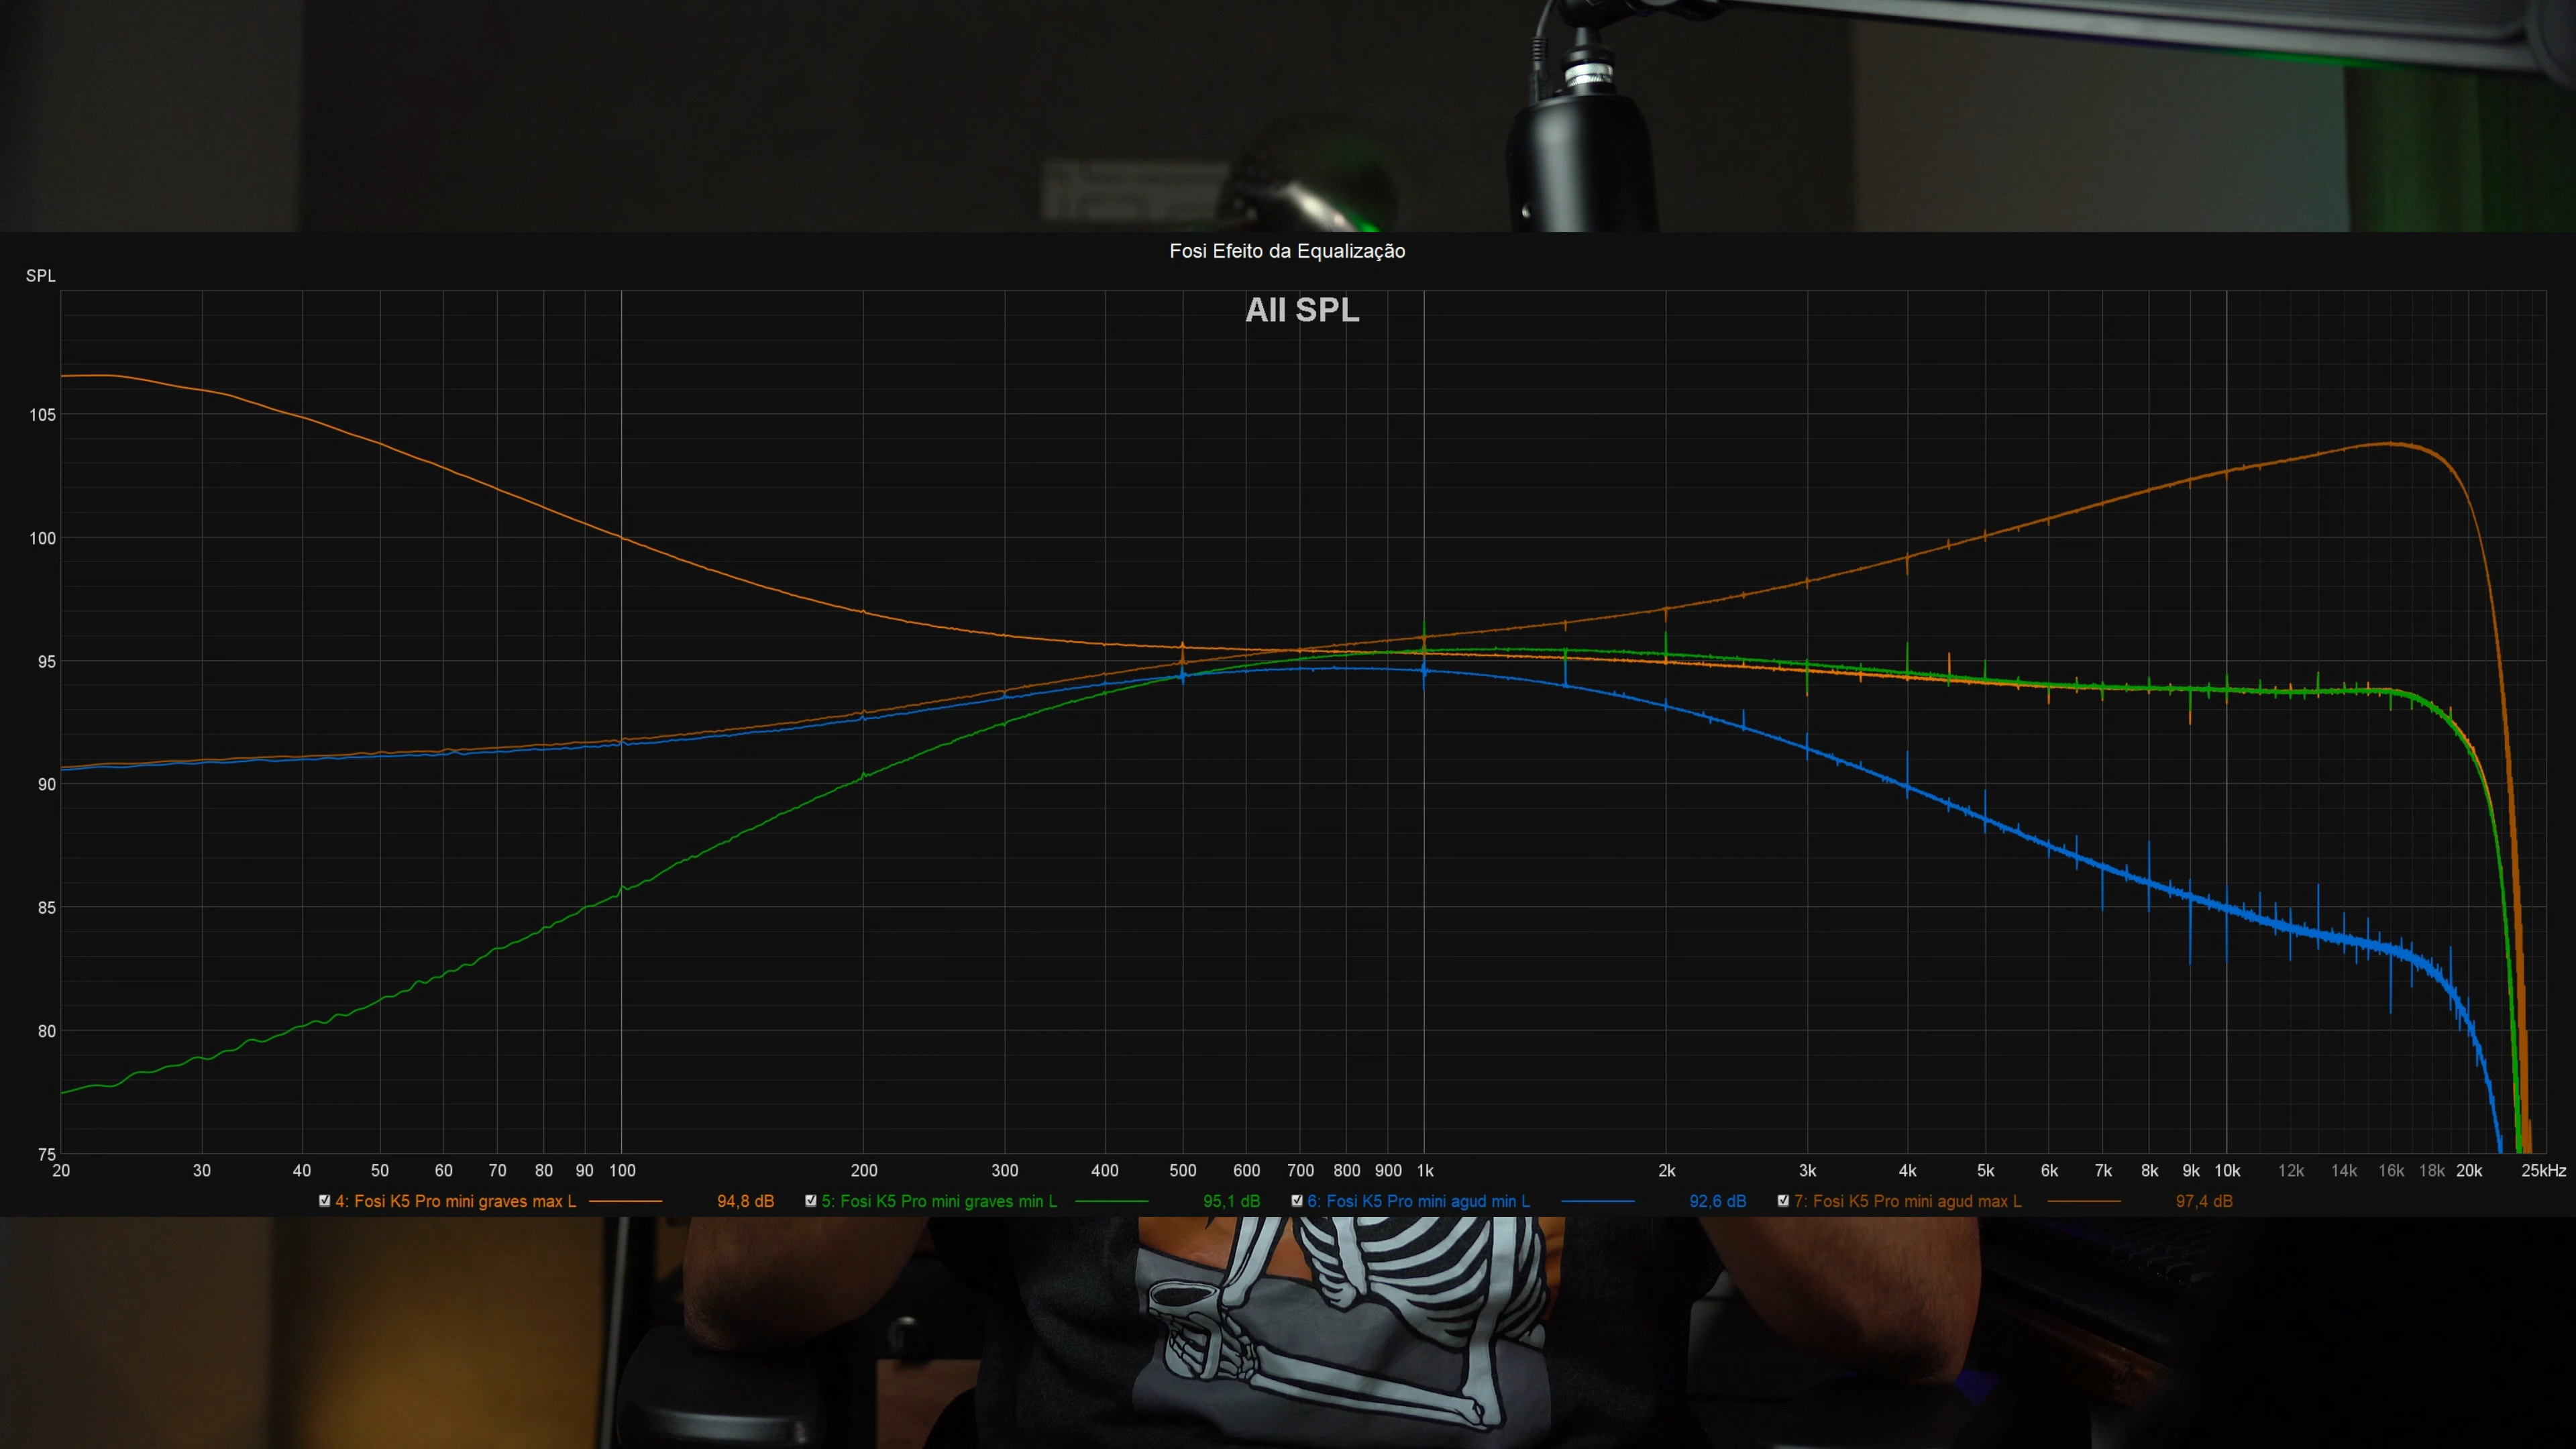 Fosi Efeito da Equalização
SPL
All SPL
105
100
95
90
85
80
75
20 30 40 50 60 70 80 90 100 200 300 400 500 600 700 800 900 1k 2k 3k 4k 5k 6k 7k 8k 9k 10k 12k 14k 16k 18k 20k 25kHz
4: Fosi K5 Pro mini graves max L 94,8 dB 5: Fosi K5 Pro mini graves min L 95,1 dB 6: Fosi K5 Pro mini agud min L 92,6 dB 7: Fosi K5 Pro mini agud max L 97,4 dB